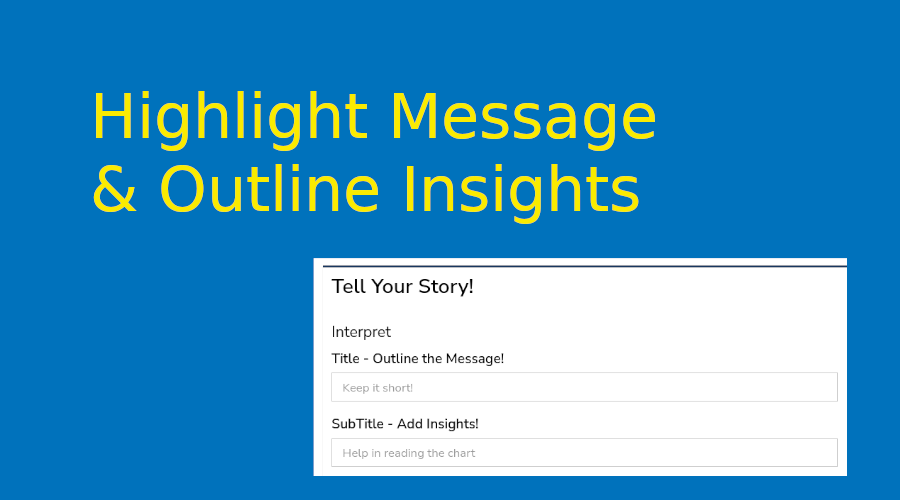 Highlight Message
& Outline Insights
Tell Your Story!
Interpret
Title - Outline the Message!
Keep it short!
SubTitle - Add Insights!
Help in reading the chart